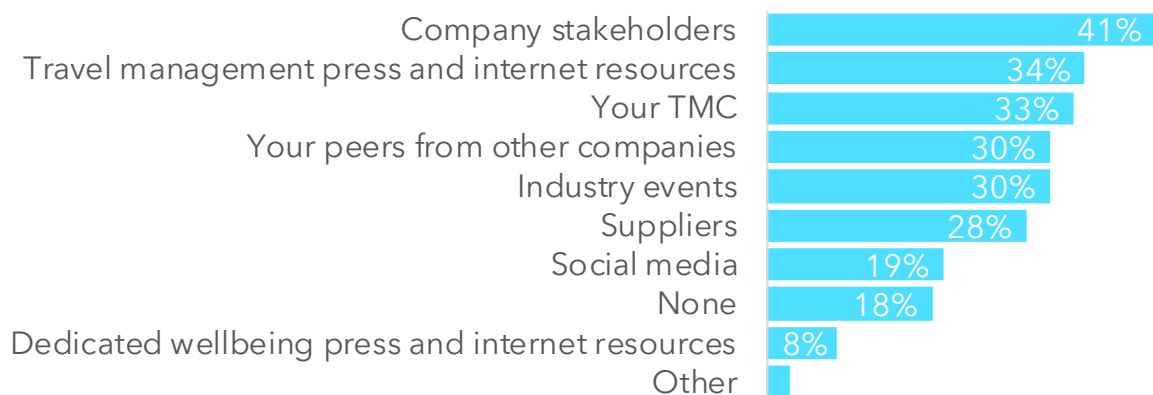 Company stakeholders 41%
Travel management press and internet resources 34%
Your TMC 33%
Your peers from other companies 30%
Industry events 30%
Suppliers 28%
Social media 19%
None 18%
Dedicated wellbeing press and internet resources 8%
Other